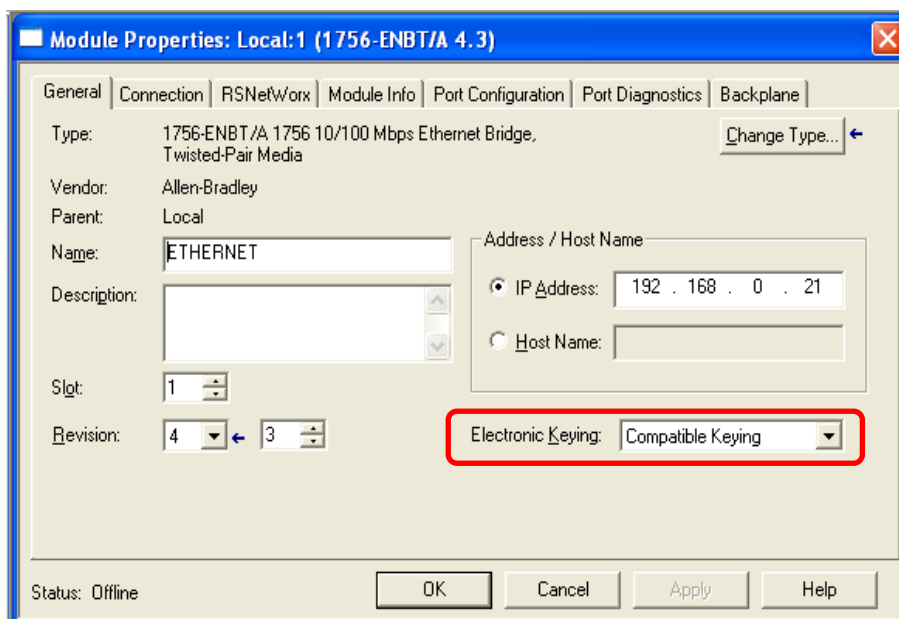 Module Properties: Local:1 (1756-ENBT/A 4.3)
General Connection RSNetWorx Module Info Port Configuration Port Diagnostics Backplane
Type: 1756-ENBT/A 1756 10/100 Mbps Ethernet Bridge,
Twisted-Pair Media
Change Type...
Vendor: Allen-Bradley
Parent: Local
Name: ETHERNET
Address / Host Name
Description:
IP Address: 192 . 168 . 0 . 21
Host Name:
Slot: 1
Revision: 4 3
Electronic Keying: Compatible Keying
Status: Offline
OK Cancel Apply Help